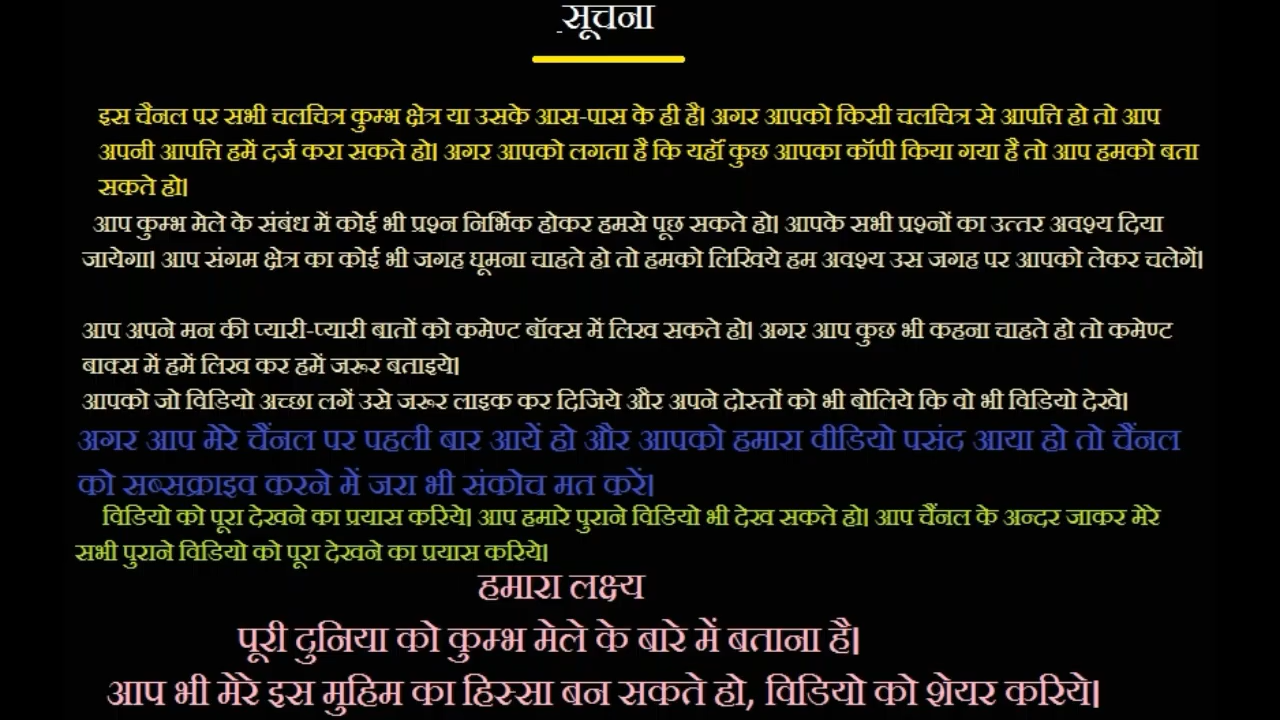 सूचना
इस चैनल पर सभी चलचित्र कुम्भ क्षेत्र या उसके आस-पास के ही है। अगर आपको किसी चलचित्र से आपत्ति हो तो आप
अपनी आपत्ति हमें दर्ज करा सकते हो। अगर आपको लगता है कि यहाँ कुछ आपका कॉपी किया गया है तो आप हमको बता
सकते हो।
आप कुम्भ मेले के संबंध में कोई भी प्रश्न निर्भिक होकर हमसे पूछ सकते हो। आपके सभी प्रश्नों का उत्तर अवश्य दिया
जायेगा। आप संगम क्षेत्र का कोई भी जगह घूमना चाहते हो तो हमको लिखिये हम अवश्य उस जगह पर आपको लेकर चलेगें।
आप अपने मन की प्यारी-प्यारी बातों को कमेण्ट बॉक्स में लिख सकते हो। अगर आप कुछ भी कहना चाहते हो तो कमेण्ट
बाक्स में हमें लिख कर हमें जरूर बताइये।
आपको जो विडियो अच्छा लगें उसे जरूर लाइक कर दिजिये और अपने दोस्तों को भी बोलिये कि वो भी विडियो देखे।
अगर आप मेरे चैंनल पर पहली बार आयें हो और आपको हमारा वीडियो पसंद आया हो तो चैंनल
को सब्सक्राइव करने में जरा भी संकोच मत करें।
विडियो को पूरा देखने का प्रयास करिये। आप हमारे पुराने विडियो भी देख सकते हो। आप चैंनल के अन्दर जाकर मेरे
सभी पुराने विडियो को पूरा देखने का प्रयास करिये।
हमारा लक्ष्य
पूरी दुनिया को कुम्भ मेले के बारे में बताना है।
आप भी मेरे इस मुहिम का हिस्सा बन सकते हो, विडियो को शेयर करिये।